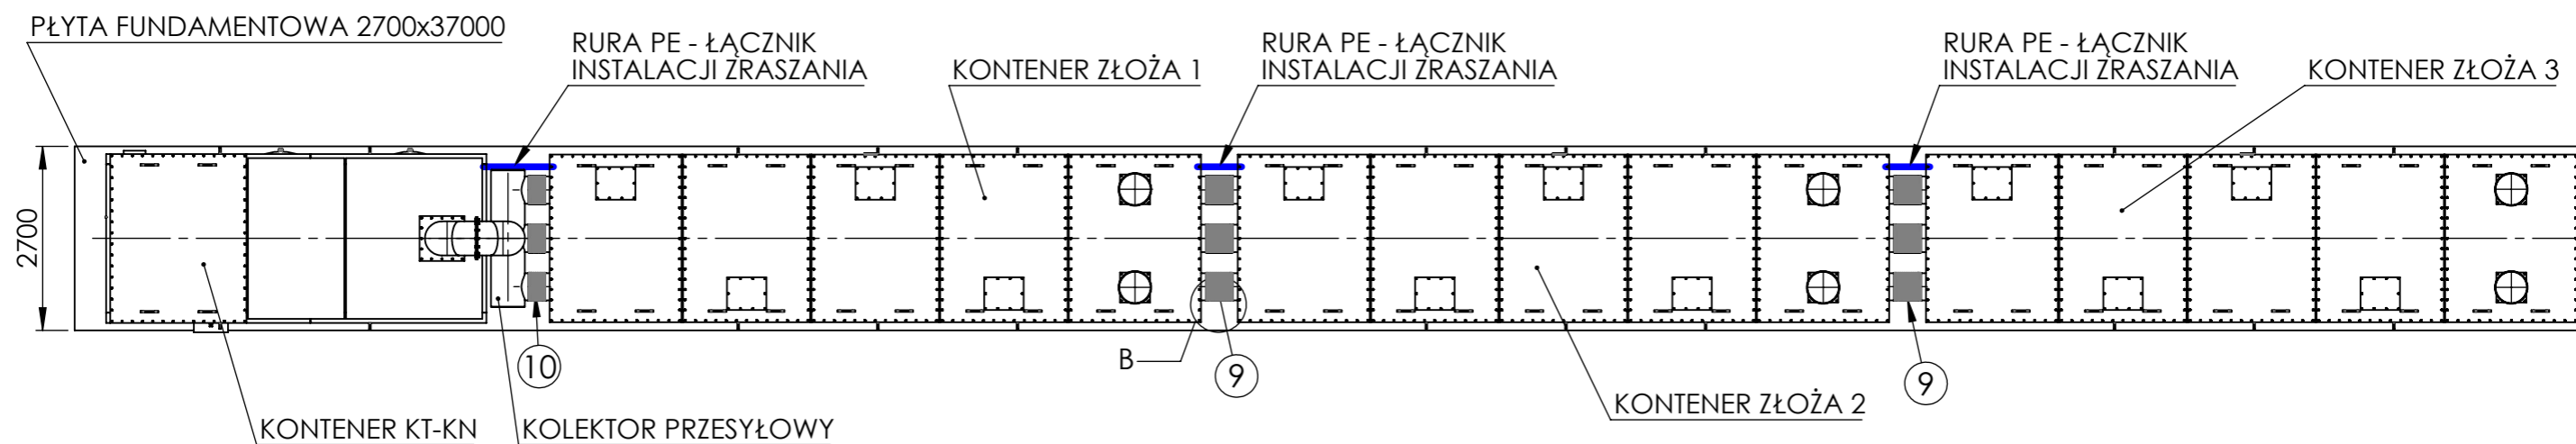 PŁYTA FUNDAMENTOWA 2700x37000
RURA PE - ŁĄCZNIK
INSTALACJI ZRASZANIA
KONTENER ZŁOŻA 1
RURA PE - ŁĄCZNIK
INSTALACJI ZRASZANIA
RURA PE - ŁĄCZNIK
INSTALACJI ZRASZANIA
KONTENER ZŁOŻA 3
2700
10
B
9
9
KONTENER ZŁOŻA 2
KONTENER KT-KN
KOLEKTOR PRZESYŁOWY